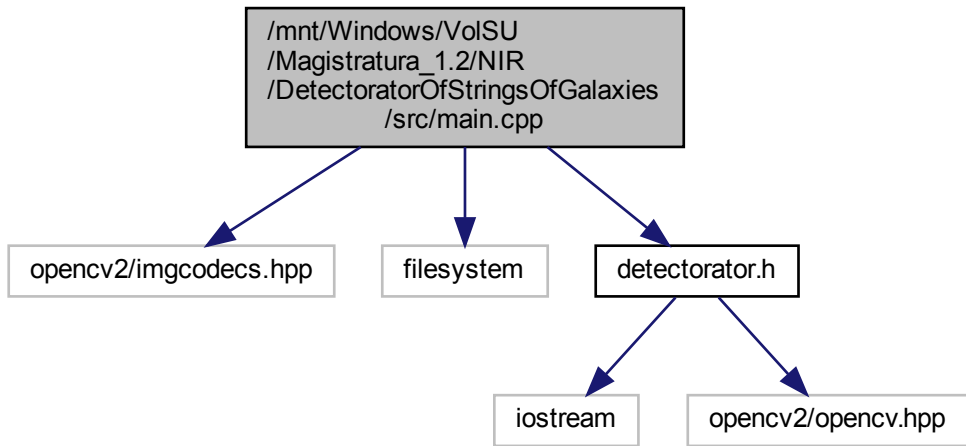 /mnt/Windows/VolSU
/Magistratura_1.2/NIR
/DetectoratorOfStringsOfGalaxies
/src/main.cpp
opencv2/imgcodecs.hpp
filesystem
detectorator.h
iostream
opencv2/opencv.hpp